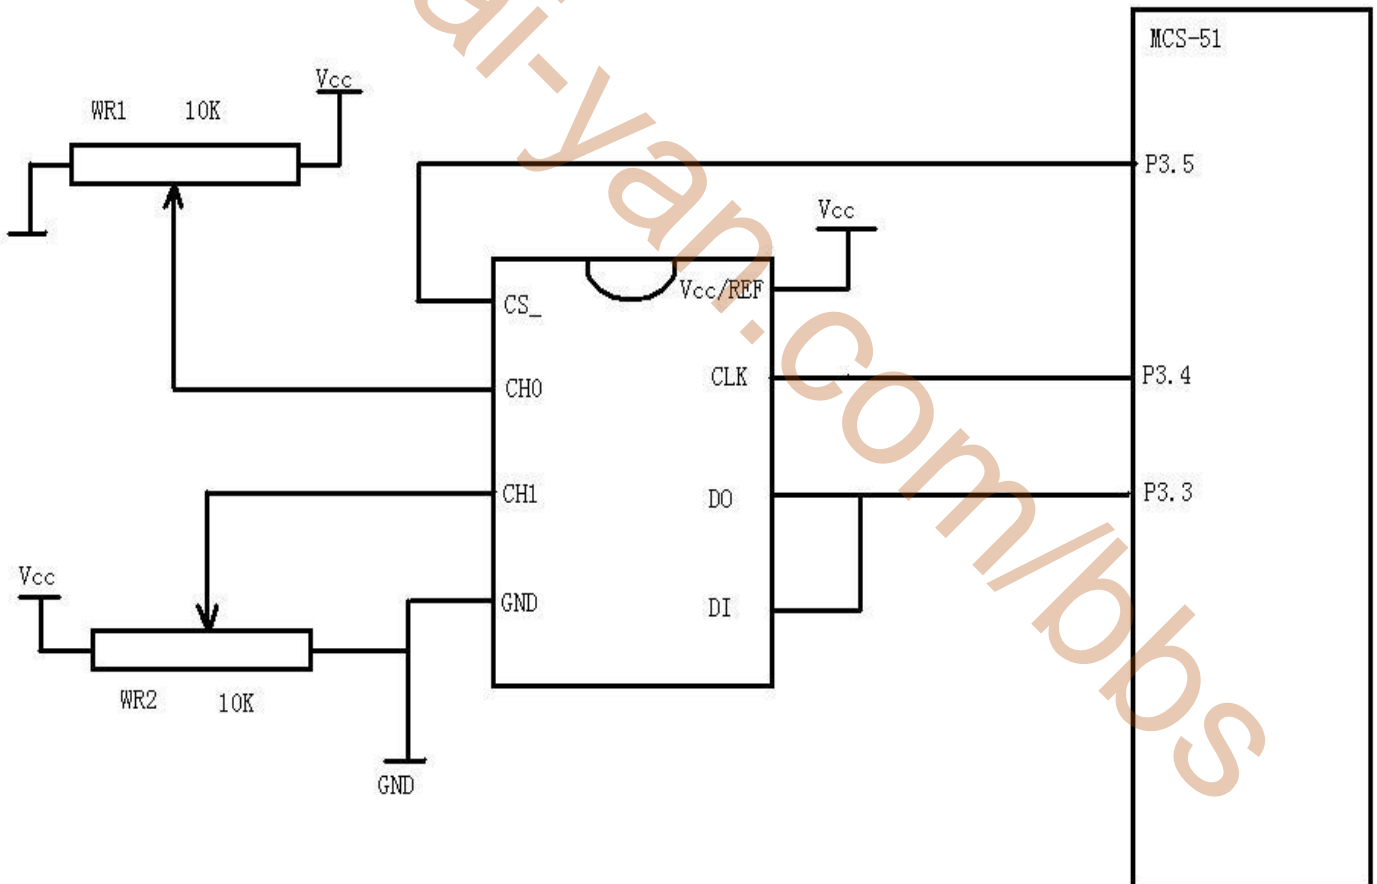 MCS-51
Vcc
WR1 10K
P3.5
Vcc
Vcc/REF
CS_
CLK
P3.4
CH0
CH1
DO
P3.3
Vcc
GND
DI
WR2 10K
GND
ai-yan.com/bbs